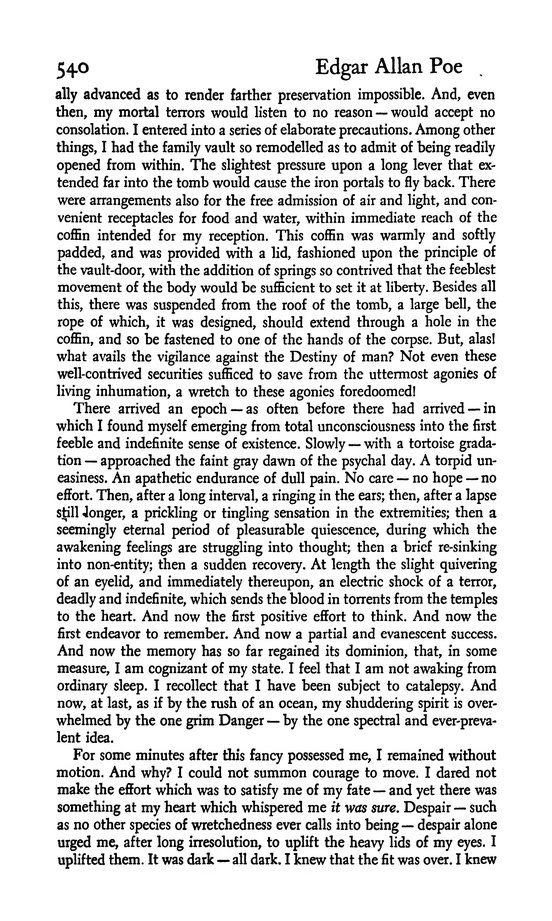 540 Edgar Allan Poe
ally advanced as to render farther preservation impossible. And, even
then, my mortal terrors would listen to no reason — would accept no
consolation. I entered into a series of elaborate precautions. Among other
things, I had the family vault so remodelled as to admit of being readily
opened from within. The slightest pressure upon a long lever that ex-
tended far into the tomb would cause the iron portals to fly back. There
were arrangements also for the free admission of air and light, and con-
venient receptacles for food and water, within immediate reach of the
coffin intended for my reception. This coffin was warmly and softly
padded, and was provided with a lid, fashioned upon the principle of
the vault-door, with the addition of springs so contrived that the feeblest
movement of the body would be sufficient to set it at liberty. Besides all
this, there was suspended from the roof of the tomb, a large bell, the
rope of which, it was designed, should extend through a hole in the
coffin, and so be fastened to one of the hands of the corpse. But, alas!
what avails the vigilance against the Destiny of man? Not even these
well-contrived securities sufficed to save from the uttermost agonies of
living inhumation, a wretch to these agonies foredoomed!
There arrived an epoch — as often before there had arrived — in
which I found myself emerging from total unconsciousness into the first
feeble and indefinite sense of existence. Slowly — with a tortoise grada-
tion — approached the faint gray dawn of the psychal day. A torpid un-
easiness. An apathetic endurance of dull pain. No care — no hope — no
effort. Then, after a long interval, a ringing in the ears; then, after a lapse
still longer, a prickling or tingling sensation in the extremities; then a
seemingly eternal period of pleasurable quiescence, during which the
awakening feelings are struggling into thought; then a brief re-sinking
into non-entity; then a sudden recovery. At length the slight quivering
of an eyelid, and immediately thereupon, an electric shock of a terror,
deadly and indefinite, which sends the blood in torrents from the temples
to the heart. And now the first positive effort to think. And now the
first endeavor to remember. And now a partial and evanescent success.
And now the memory has so far regained its dominion, that, in some
measure, I am cognizant of my state. I feel that I am not awaking from
ordinary sleep. I recollect that I have been subject to catalepsy. And
now, at last, as if by the rush of an ocean, my shuddering spirit is over-
whelmed by the one grim Danger — by the one spectral and ever-preva-
lent idea.
For some minutes after this fancy possessed me, I remained without
motion. And why? I could not summon courage to move. I dared not
make the effort which was to satisfy me of my fate — and yet there was
something at my heart which whispered me it was sure. Despair — such
as no other species of wretchedness ever calls into being — despair alone
urged me, after long irresolution, to uplift the heavy lids of my eyes. I
uplifted them. It was dark — all dark. I knew that the fit was over. I knew